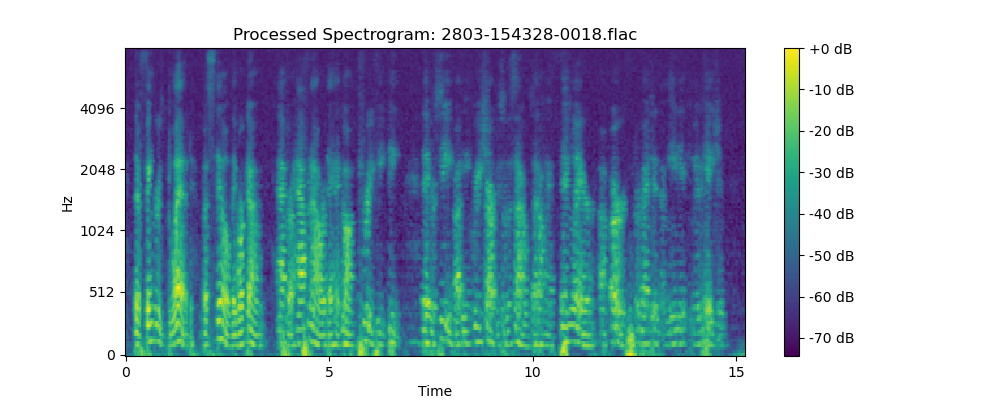 Processed Spectrogram: 2803-154328-0018.flac
+0 dB
-10 dB
-20 dB
-30 dB
-40 dB
-50 dB
-60 dB
-70 dB
Hz
4096
2048
1024
512
0
0 5 10 15
Time